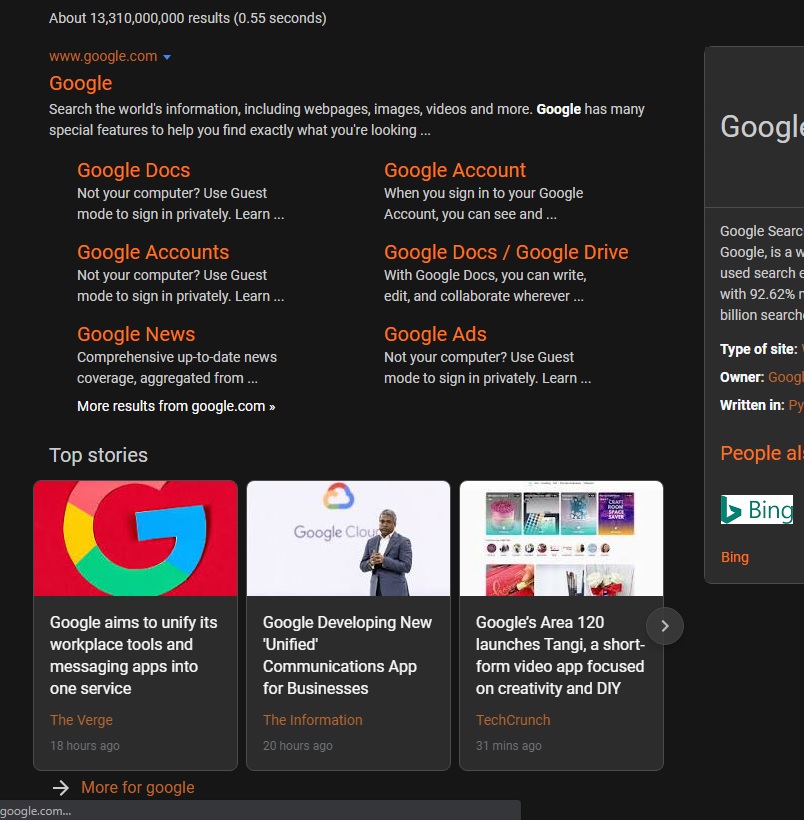 About 13,310,000,000 results (0.55 seconds)
www.google.com
Google
Search the world's information, including webpages, images, videos and more. Google has many
special features to help you find exactly what you're looking ...
Google Docs
Not your computer? Use Guest
mode to sign in privately. Learn ...
Google Account
When you sign in to your Google
Account, you can see and ...
Google Accounts
Not your computer? Use Guest
mode to sign in privately. Learn ...
Google Docs / Google Drive
With Google Docs, you can write,
edit, and collaborate wherever ...
Google News
Comprehensive up-to-date news
coverage, aggregated from ...
Google Ads
Not your computer? Use Guest
mode to sign in privately. Learn ...
More results from google.com »
Top stories
Google Cloud
CRAFT
ROOM
SPACE
SAVER
Google aims to unify its
workplace tools and
messaging apps into
one service
The Verge
18 hours ago
Google Developing New
'Unified'
Communications App
for Businesses
The Information
20 hours ago
Google's Area 120
launches Tangi, a short-
form video app focused
on creativity and DIY
TechCrunch
31 mins ago
More for google
google.com...
Google
Google Searc
Google, is a w
used search e
with 92.62% m
billion searche
Type of site:
Owner: Googl
Written in: Py
People als
Bing
Bing